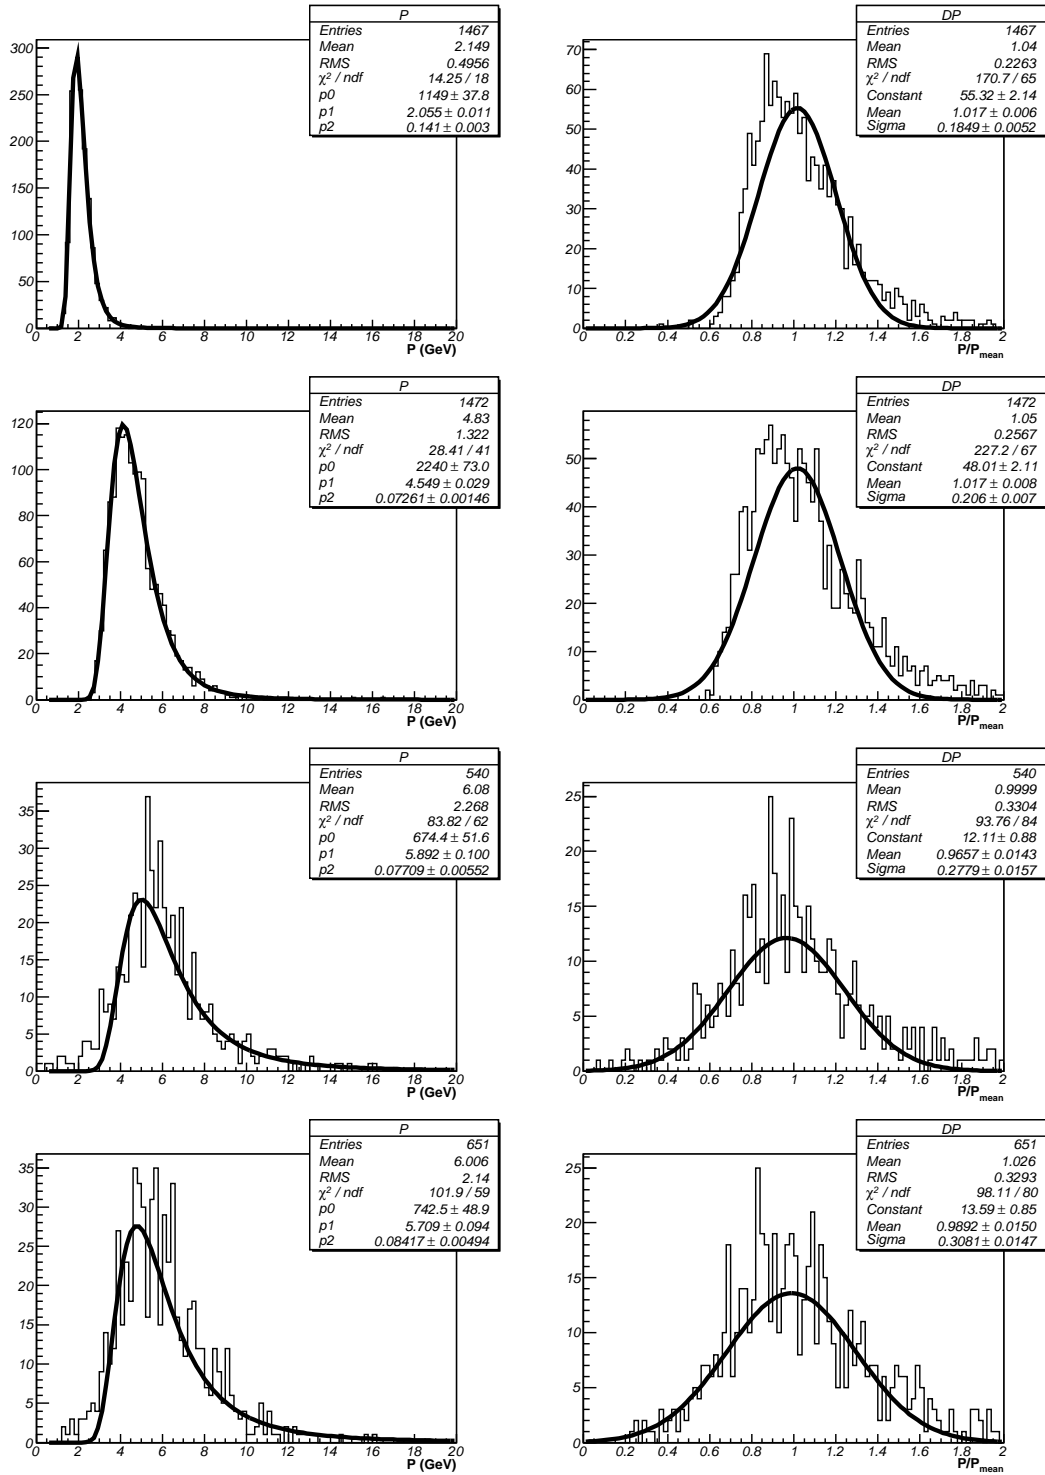 P
Entries 1467
Mean 2.149
RMS 0.4956
χ² / ndf 14.25 / 18
p0 1149 ± 37.8
p1 2.055 ± 0.011
p2 0.141 ± 0.003
300
250
200
150
100
50
0
0 2 4 6 8 10 12 14 16 18 20
P (GeV)
DP
Entries 1467
Mean 1.04
RMS 0.2263
χ² / ndf 170.7 / 65
Constant 55.32 ± 2.14
Mean 1.017 ± 0.006
Sigma 0.1849 ± 0.0052
70
60
50
40
30
20
10
0
0 0.2 0.4 0.6 0.8 1 1.2 1.4 1.6 1.8 2
P/P_mean
P
Entries 1472
Mean 4.83
RMS 1.322
χ² / ndf 28.41 / 41
p0 2240 ± 73.0
p1 4.549 ± 0.029
p2 0.07261 ± 0.00146
120
100
80
60
40
20
0
0 2 4 6 8 10 12 14 16 18 20
P (GeV)
DP
Entries 1472
Mean 1.05
RMS 0.2567
χ² / ndf 227.2 / 67
Constant 48.01 ± 2.11
Mean 1.017 ± 0.008
Sigma 0.206 ± 0.007
50
40
30
20
10
0
0 0.2 0.4 0.6 0.8 1 1.2 1.4 1.6 1.8 2
P/P_mean
P
Entries 540
Mean 6.08
RMS 2.268
χ² / ndf 83.82 / 62
p0 674.4 ± 51.6
p1 5.892 ± 0.100
p2 0.07709 ± 0.00552
35
30
25
20
15
10
5
0
0 2 4 6 8 10 12 14 16 18 20
P (GeV)
DP
Entries 540
Mean 0.9999
RMS 0.3304
χ² / ndf 93.76 / 84
Constant 12.11 ± 0.88
Mean 0.9657 ± 0.0143
Sigma 0.2779 ± 0.0157
25
20
15
10
5
0
0 0.2 0.4 0.6 0.8 1 1.2 1.4 1.6 1.8 2
P/P_mean
P
Entries 651
Mean 6.006
RMS 2.14
χ² / ndf 101.9 / 59
p0 742.5 ± 48.9
p1 5.709 ± 0.094
p2 0.08417 ± 0.00494
35
30
25
20
15
10
5
0
0 2 4 6 8 10 12 14 16 18 20
P (GeV)
DP
Entries 651
Mean 1.026
RMS 0.3293
χ² / ndf 98.11 / 80
Constant 13.59 ± 0.85
Mean 0.9892 ± 0.0150
Sigma 0.3081 ± 0.0147
25
20
15
10
5
0
0 0.2 0.4 0.6 0.8 1 1.2 1.4 1.6 1.8 2
P/P_mean